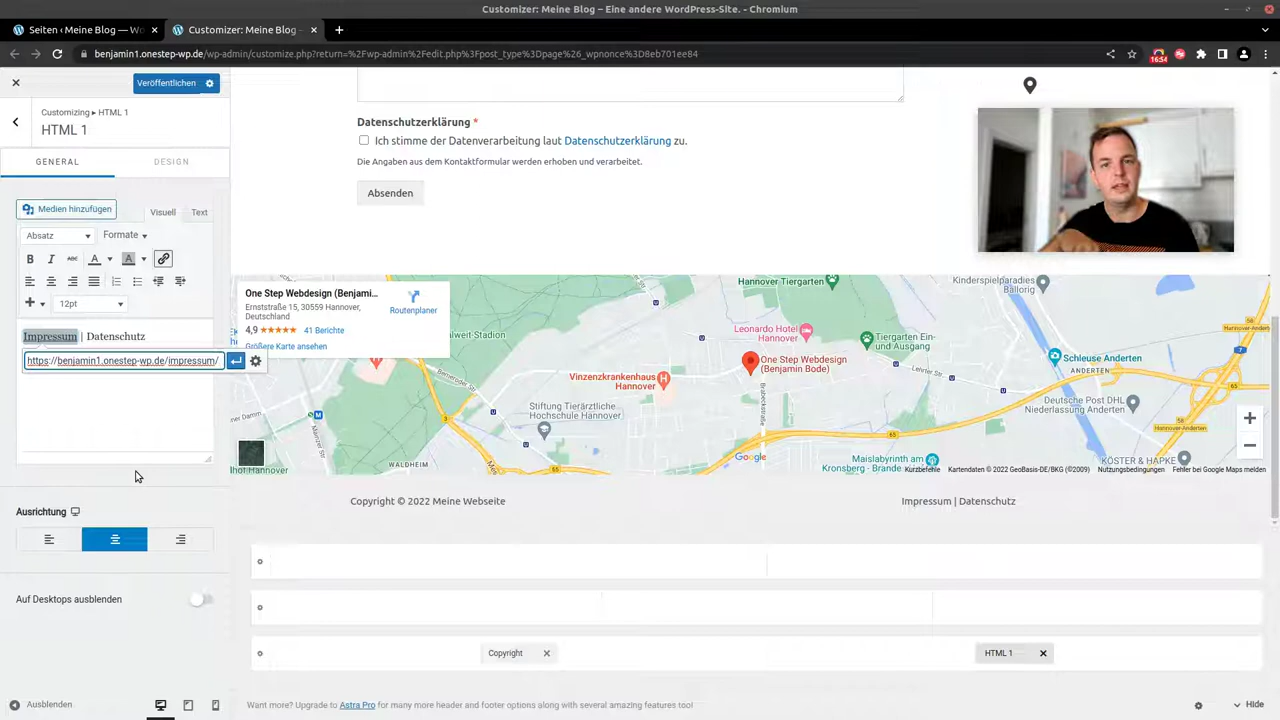 Customizer: Meine Blog – Eine andere WordPress-Site. - Chromium
Seiten ‹ Meine Blog — Wo
Customizer: Meine Blog –
benjamin1.onestep-wp.de/wp-admin/customize.php?return=%2Fwp-admin%2Fedit.php%3Fpost_type%3Dpage%26_wpnonce%3D8eb701ee84
16:54
Veröffentlichen
Customizing ▸ HTML 1
HTML 1
GENERAL
DESIGN
Medien hinzufügen
Visuell
Text
Absatz
Formate
B I ABC A A
12pt
Impressum | Datenschutz
https://benjamin1.onestep-wp.de/impressum/
Ausrichtung
Auf Desktops ausblenden
Ausblenden
Datenschutzerklärung *
Ich stimme der Datenverarbeitung laut Datenschutzerklärung zu.
Die Angaben aus dem Kontaktformular werden erhoben und verarbeitet.
Absenden
One Step Webdesign (Benjami...
Ernststraße 15, 30559 Hannover,
Deutschland
4,9 ★★★★★ 41 Berichte
Größere Karte ansehen
Routenplaner
Hannover Tiergarten
Kinderspielparadies
Ballorig
Leonardo Hotel
Tiergarten Ein-
und Ausgang
Hannover-Anderten
One Step Webdesign
(Benjamin Bode)
Schleuse Anderten
ANDERTEN
Vinzenzkrankenhaus
Hannover
Stiftung Tierärztliche
Hochschule Hannover
Deutsche Post DHL
Niederlassung Anderten
Hannover-Anderten
WALDHEIM
Google
Maislabyrinth am
Kronsberg - Brande
KÖSTER & HAPKE
Kurzbefehle
Kartendaten © 2022 GeoBasis-DE/BKG (©2009)
Nutzungsbedingungen
Fehler bei Google Maps melden
Copyright © 2022 Meine Webseite
Impressum | Datenschutz
Copyright
HTML 1
Want more? Upgrade to Astra Pro for many more header and footer options along with several amazing features too!
Hide